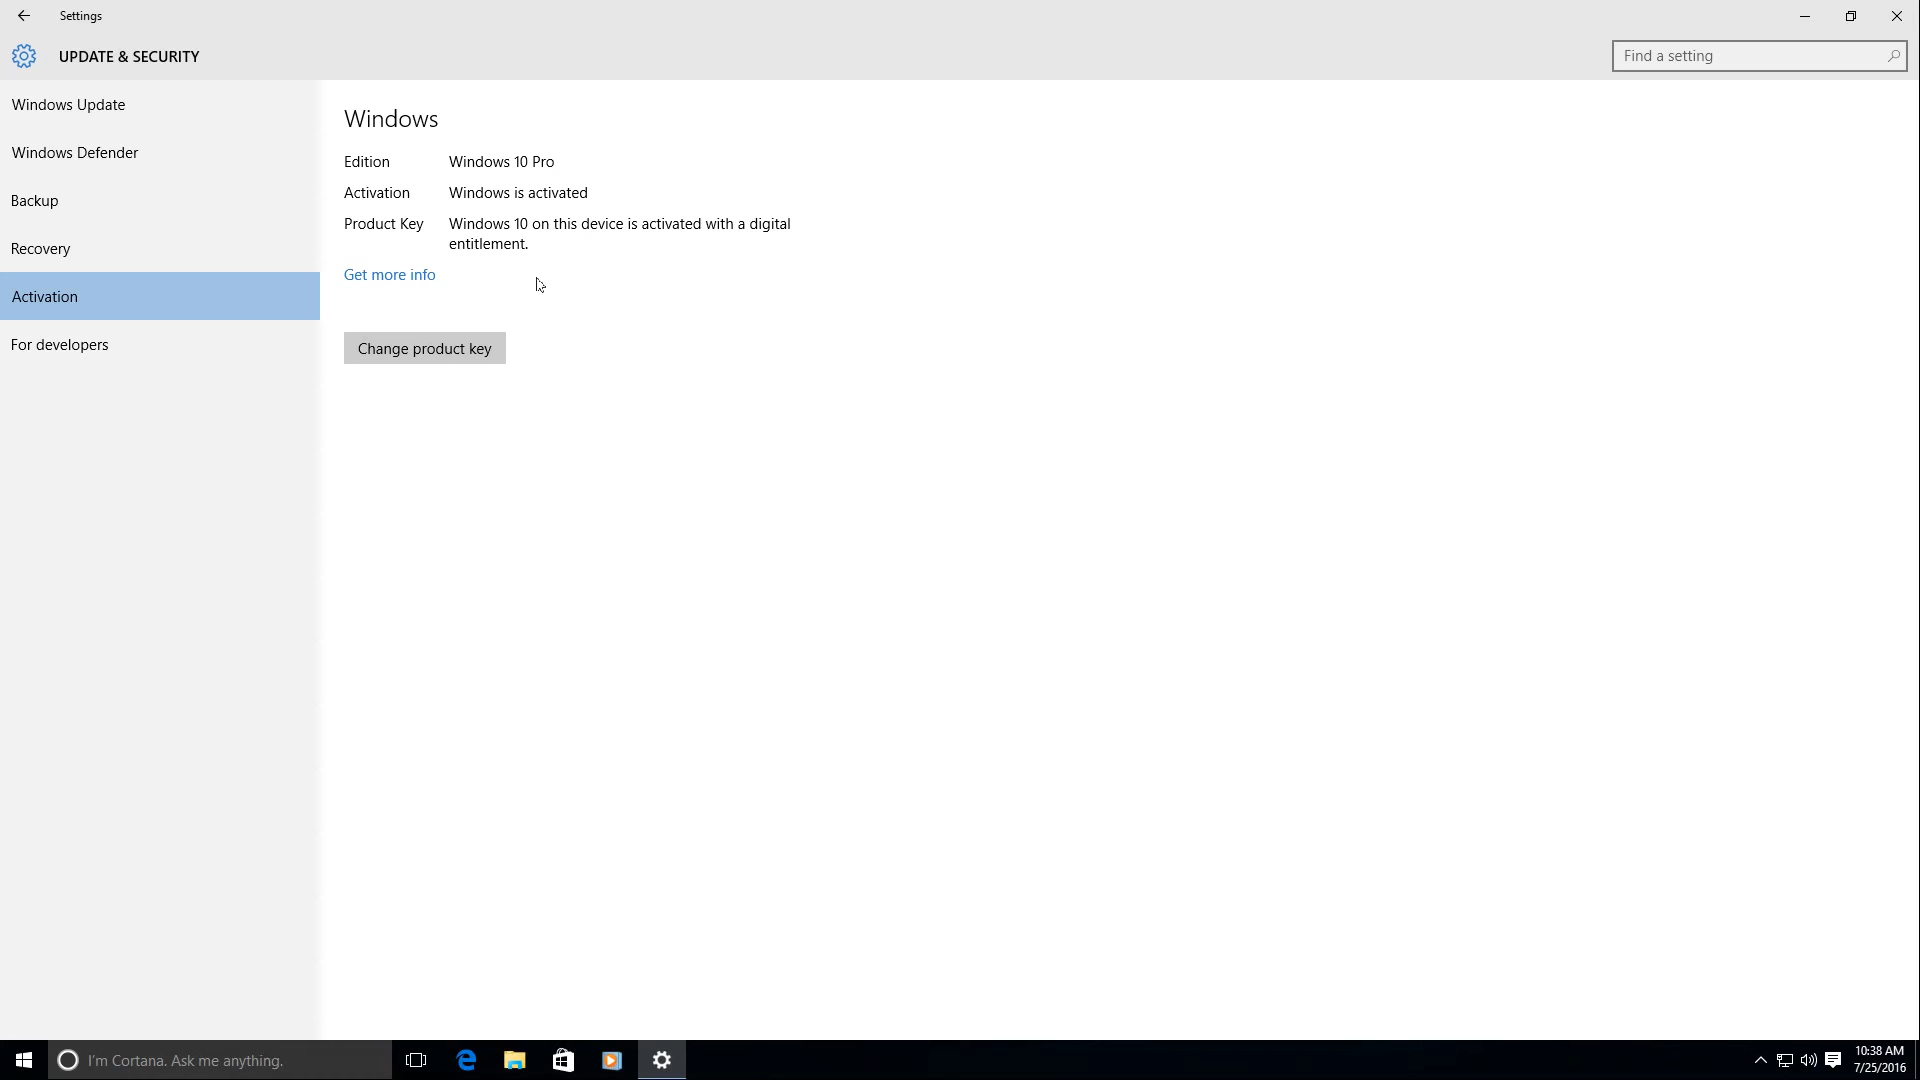 Settings
UPDATE & SECURITY
Find a setting
Windows Update
Windows Defender
Backup
Recovery
Activation
For developers
Windows
Edition Windows 10 Pro
Activation Windows is activated
Product Key Windows 10 on this device is activated with a digital
entitlement.
Get more info
Change product key
I'm Cortana. Ask me anything.
10:38 AM
7/25/2016